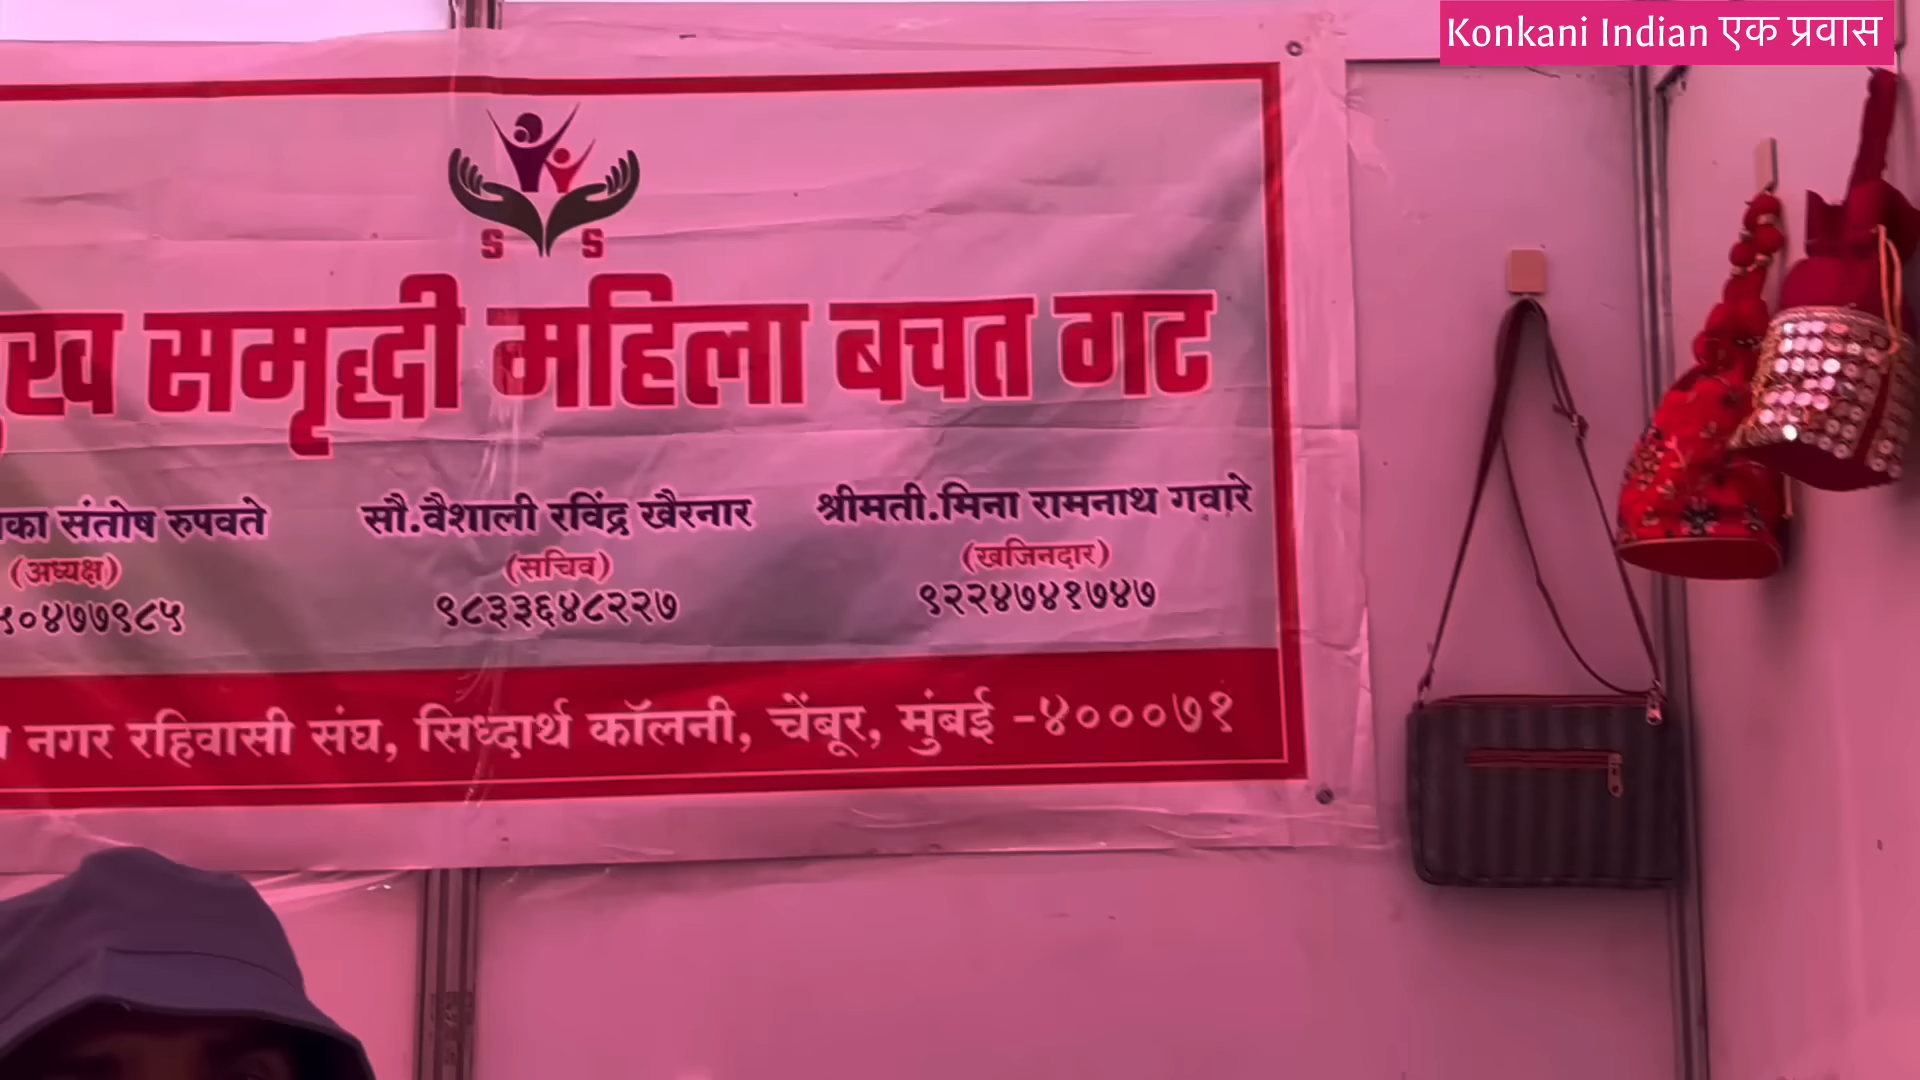 Konkani Indian एक प्रवास
S S
समृद्धी महिला बचत गट
संतोष रुपवते
(अध्यक्ष)
सौ.वैशाली रविंद्र खैरनार
(सचिव)
९८३३६४८२२७
श्रीमती.मिना रामनाथ गवारे
(खजिनदार)
९२२४७४१७४७
नगर रहिवासी संघ, सिध्दार्थ कॉलनी, चेंबूर, मुंबई -४०००७१